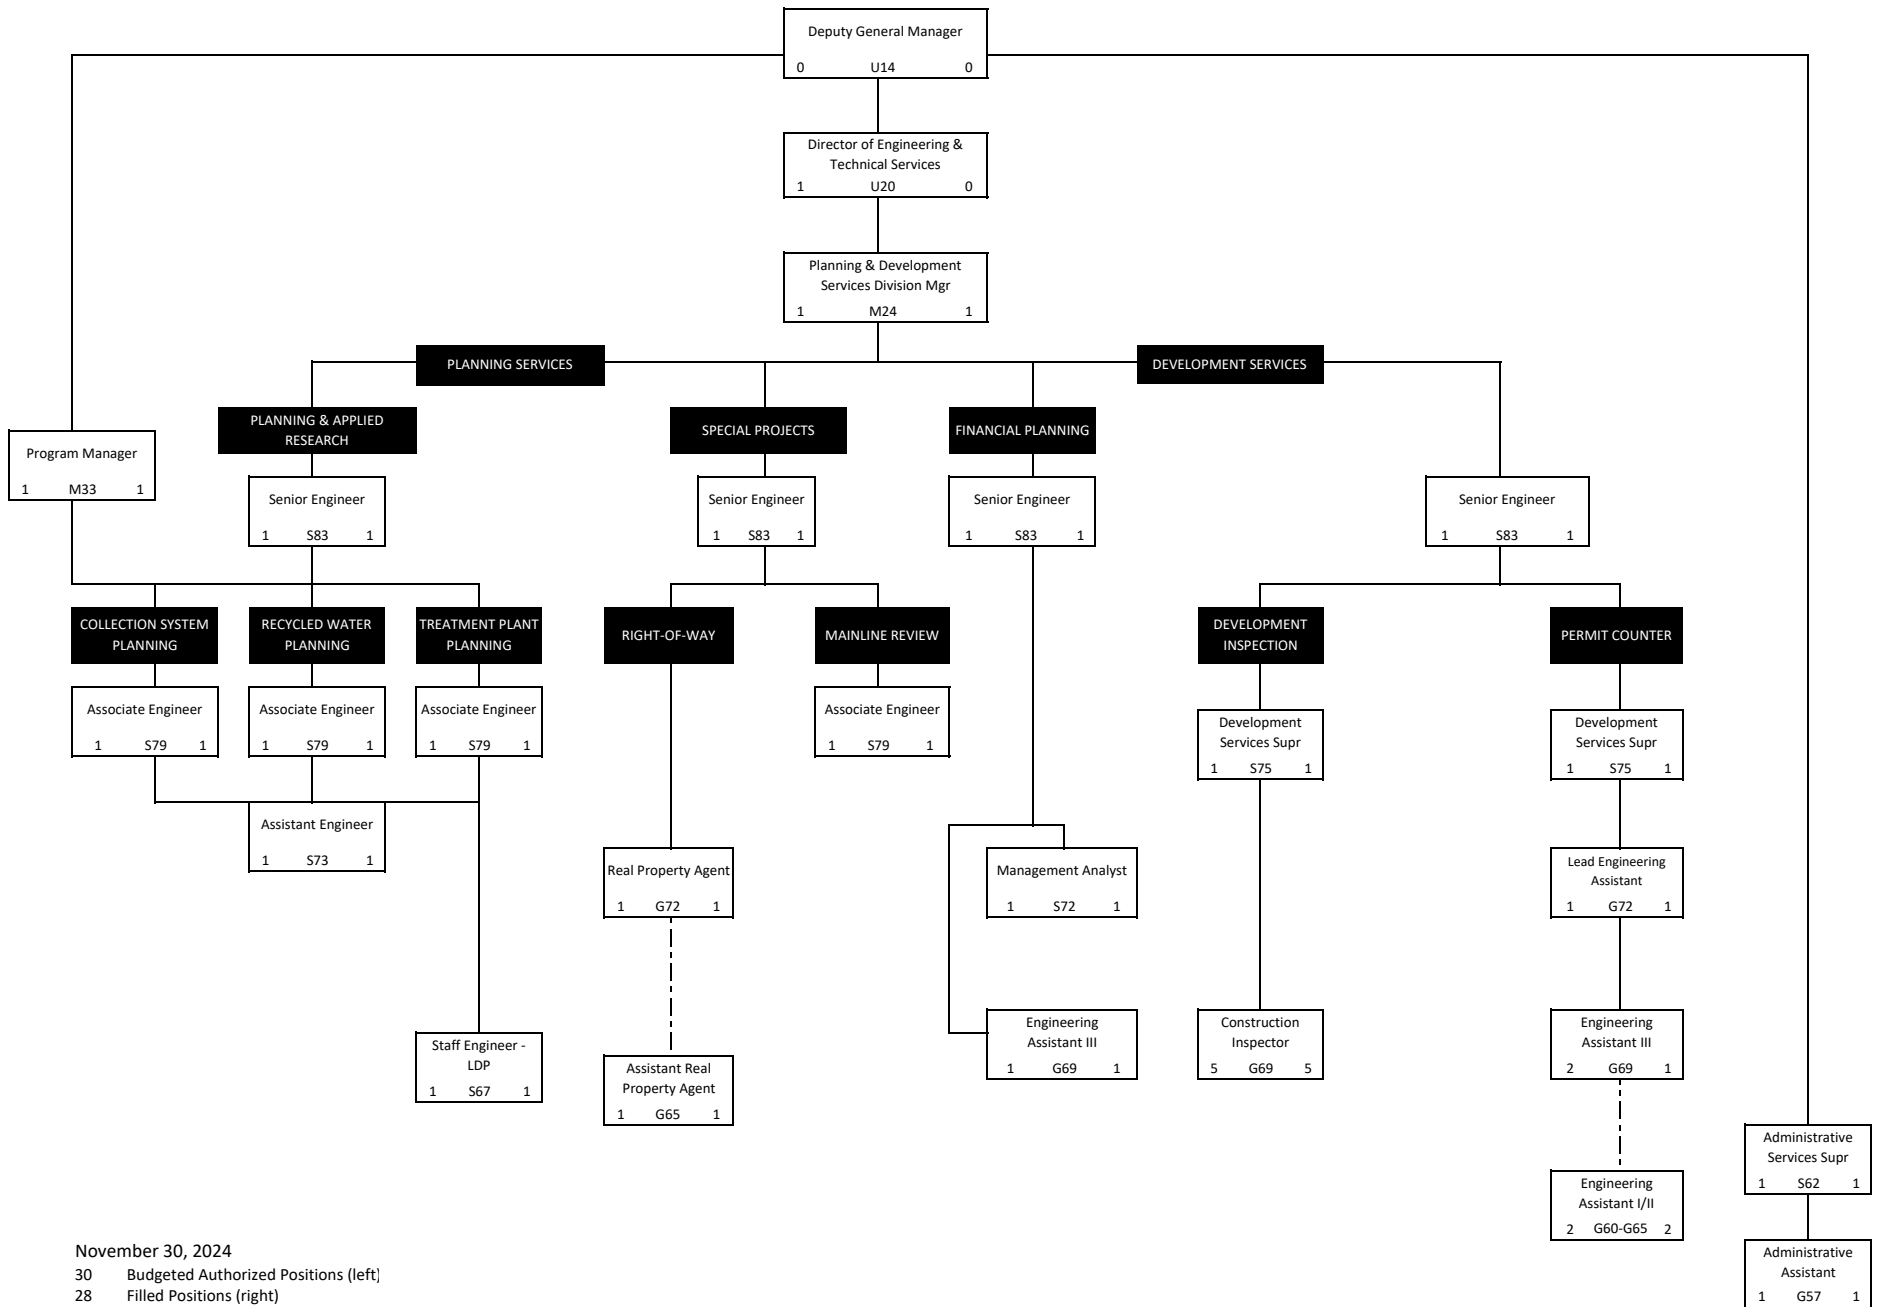 Deputy General Manager
0 U14 0
Director of Engineering &
Technical Services
1 U20 0
Planning & Development
Services Division Mgr
1 M24 1
PLANNING SERVICES
DEVELOPMENT SERVICES
PLANNING & APPLIED
RESEARCH
SPECIAL PROJECTS
FINANCIAL PLANNING
Program Manager
1 M33 1
Senior Engineer
1 S83 1
Senior Engineer
1 S83 1
Senior Engineer
1 S83 1
Senior Engineer
1 S83 1
COLLECTION SYSTEM
PLANNING
RECYCLED WATER
PLANNING
TREATMENT PLANT
PLANNING
RIGHT-OF-WAY
MAINLINE REVIEW
DEVELOPMENT
INSPECTION
PERMIT COUNTER
Associate Engineer
1 S79 1
Associate Engineer
1 S79 1
Associate Engineer
1 S79 1
Associate Engineer
1 S79 1
Development
Services Supr
1 S75 1
Development
Services Supr
1 S75 1
Assistant Engineer
1 S73 1
Real Property Agent
1 G72 1
Management Analyst
1 S72 1
Lead Engineering
Assistant
1 G72 1
Staff Engineer -
LDP
1 S67 1
Assistant Real
Property Agent
1 G65 1
Engineering
Assistant III
1 G69 1
Construction
Inspector
5 G69 5
Engineering
Assistant III
2 G69 1
Engineering
Assistant I/II
2 G60-G65 2
Administrative
Services Supr
1 S62 1
Administrative
Assistant
1 G57 1
November 30, 2024
30 Budgeted Authorized Positions (left)
28 Filled Positions (right)